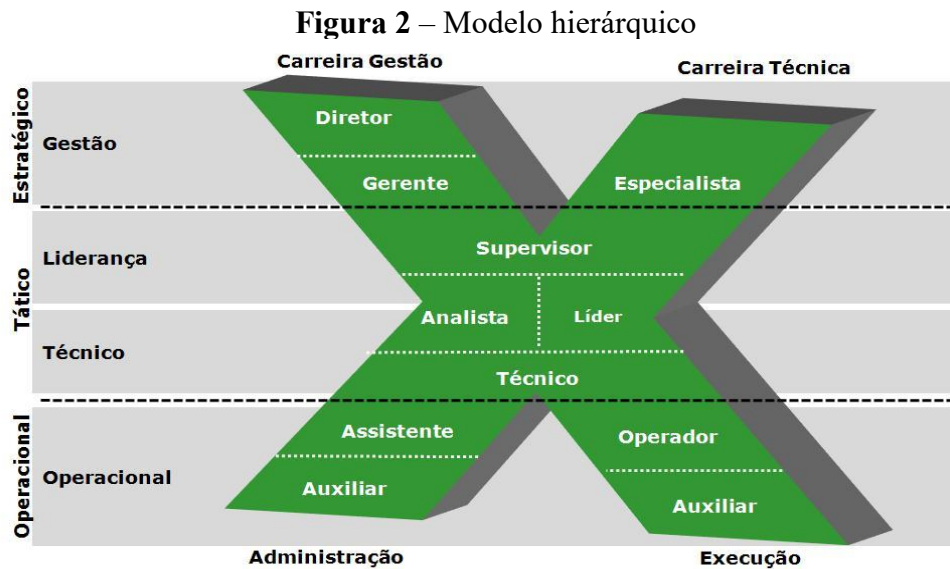 Figura 2 – Modelo hierárquico
Carreira Gestão
Carreira Técnica
Estratégico
Gestão
Diretor
Gerente
Especialista
Tático
Liderança
Supervisor
Analista
Líder
Técnico
Técnico
Operacional
Operacional
Assistente
Operador
Auxiliar
Auxiliar
Administração
Execução